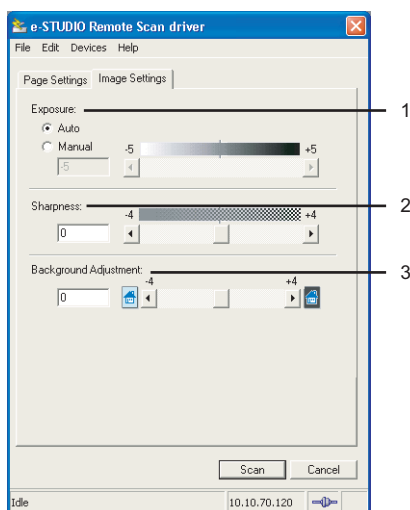 e-STUDIO Remote Scan driver
File Edit Devices Help
Page Settings Image Settings
Exposure: 1
Auto
Manual -5 +5
-5
Sharpness: 2
-4 +4
0
Background Adjustment: 3
-4 +4
0
Scan Cancel
Idle 10.10.70.120